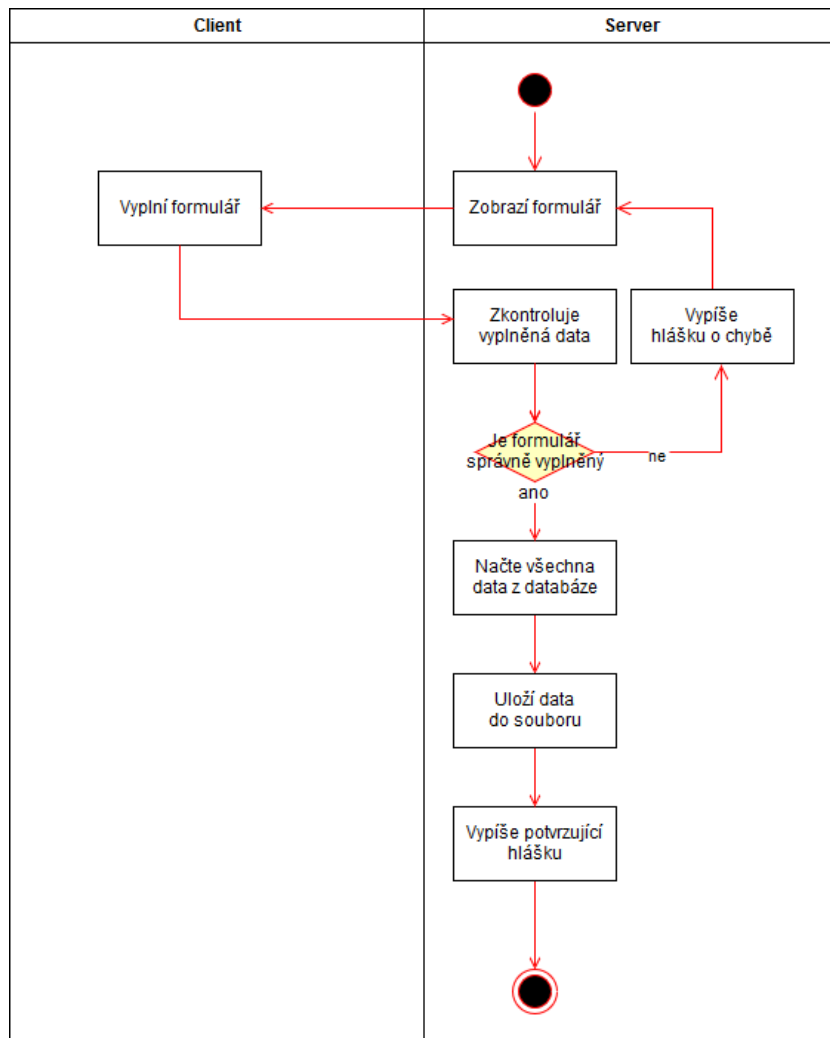 Client
Server
Vyplní formulář
Zobrazí formulář
Zkontroluje
vyplněná data
Vypíše
hlášku o chybě
Je formulář
správně vyplněný
ne
ano
Načte všechna
data z databáze
Uloží data
do souboru
Vypíše potvrzující
hlášku